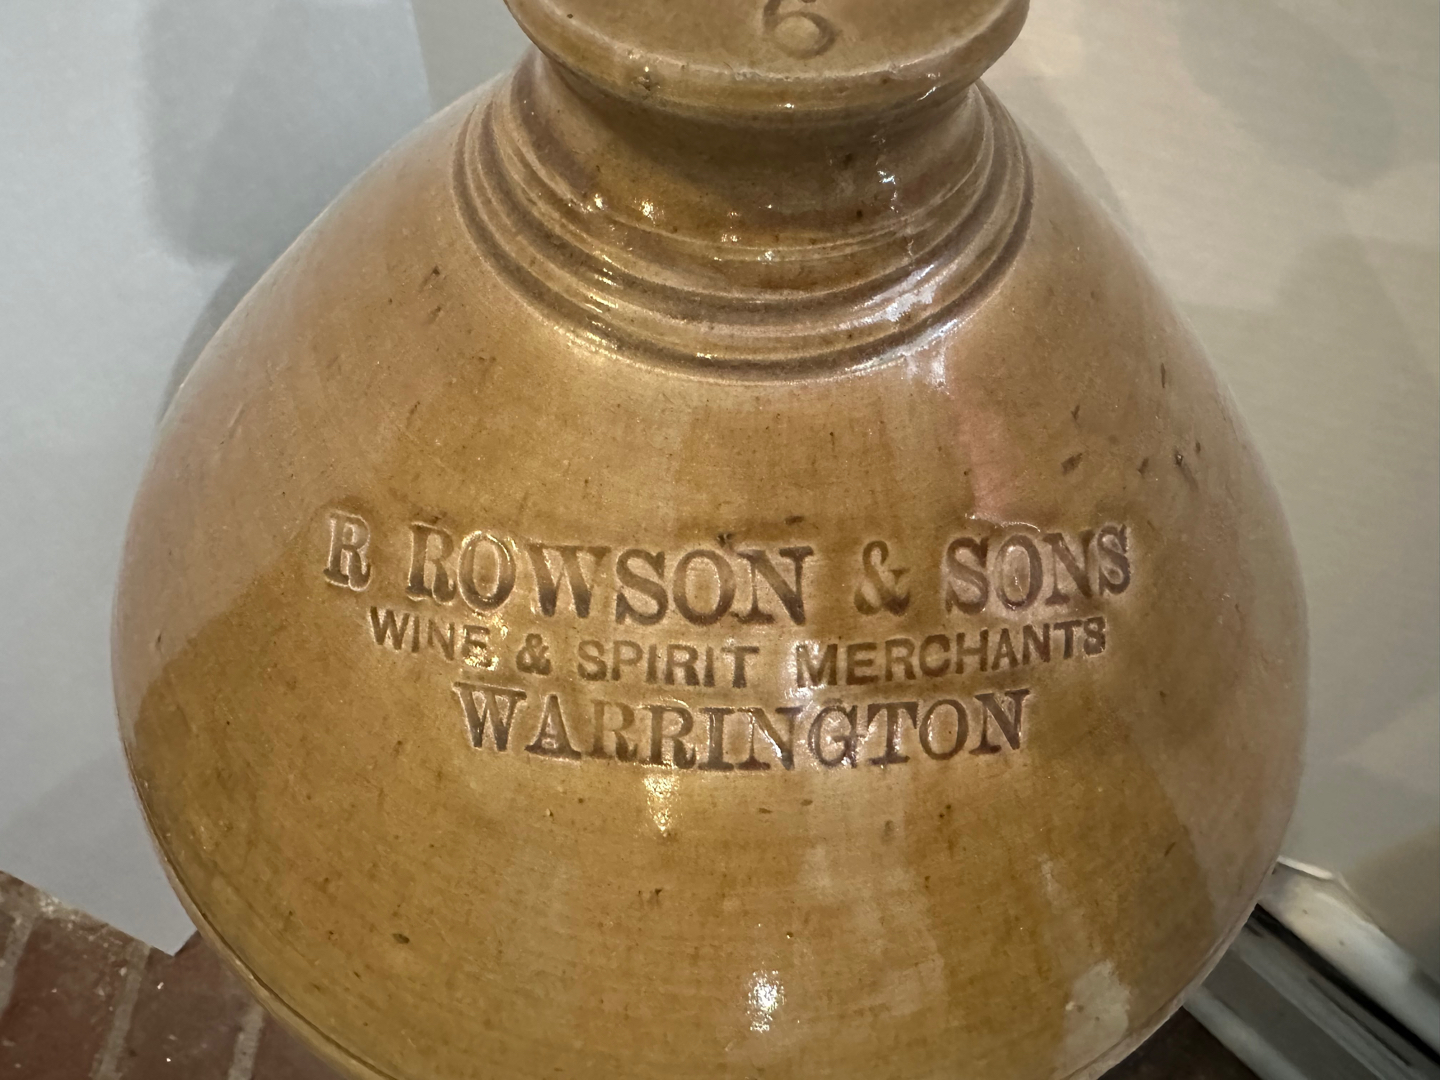 6
R ROWSON & SONS
WINE & SPIRIT MERCHANTS
WARRINGTON